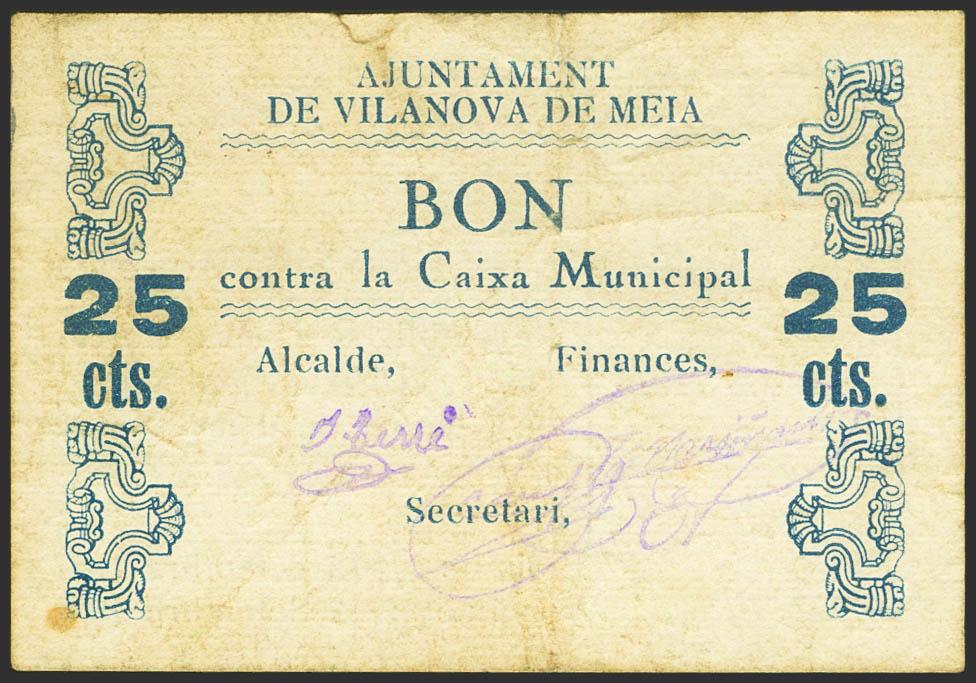 AJUNTAMENT
DE VILANOVA DE MEIA
BON
contra la Caixa Municipal
25 cts.
25 cts.
Alcalde,
Finances,
Secretari,